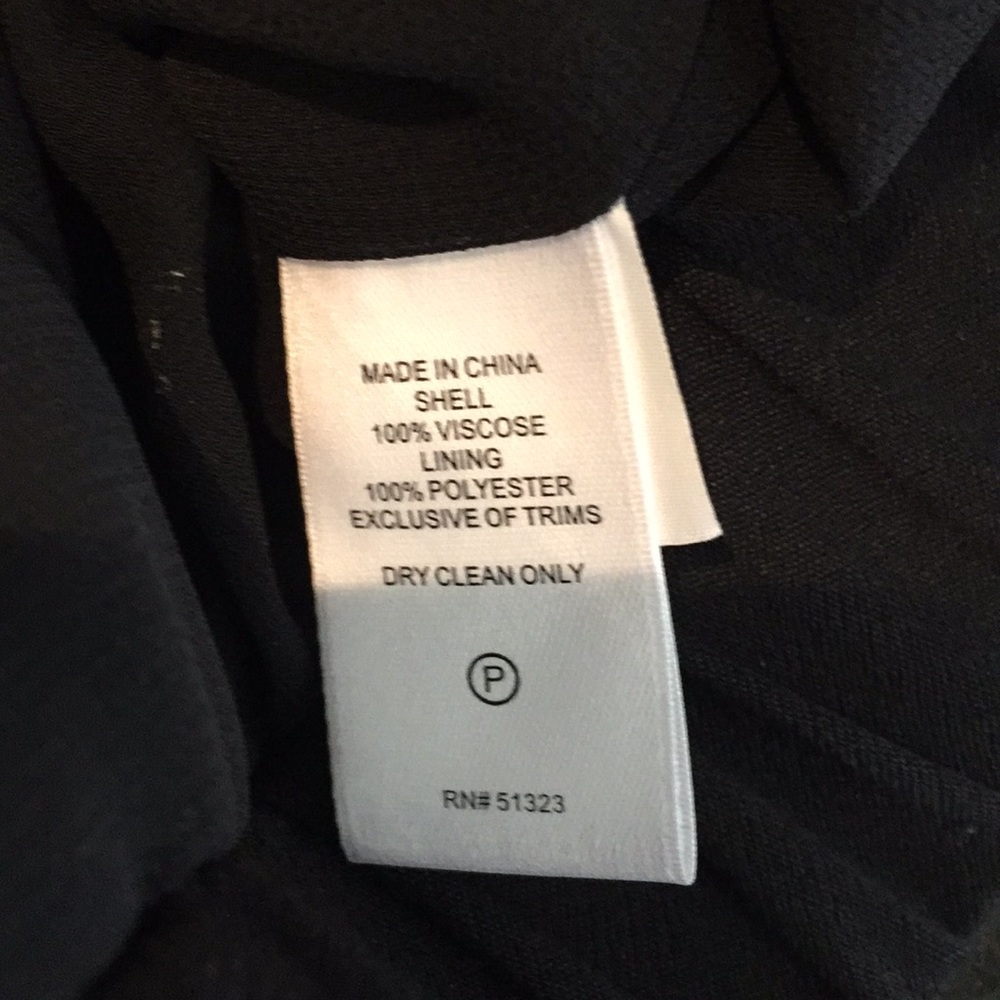 MADE IN CHINA
SHELL
100% VISCOSE
LINING
100% POLYESTER
EXCLUSIVE OF TRIMS
DRY CLEAN ONLY
P
RN# 51323